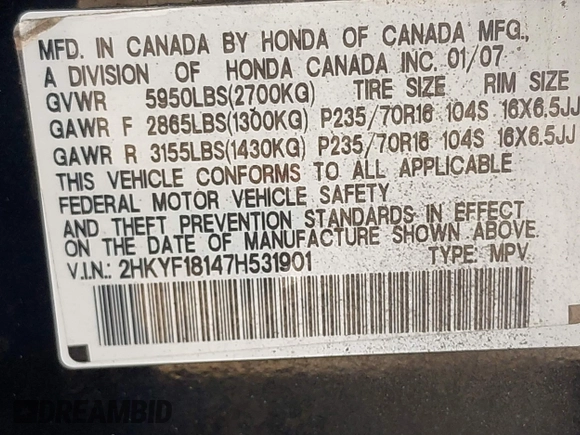 MFD. IN CANADA BY HONDA OF CANADA MFG.,
A DIVISION OF HONDA CANADA INC. 01/07
GVWR 5950LBS(2700KG) TIRE SIZE RIM SIZE
GAWR F 2865LBS(1300KG) P235/70R16 104S 16X6.5JJ
GAWR R 3155LBS(1430KG) P235/70R16 104S 16X6.5JJ
THIS VEHICLE CONFORMS TO ALL APPLICABLE
FEDERAL MOTOR VEHICLE SAFETY
AND THEFT PREVENTION STANDARDS IN EFFECT
ON THE DATE OF MANUFACTURE SHOWN ABOVE.
V.I.N.: 2HKYF18147H531901 TYPE: MPV
DREAMBID